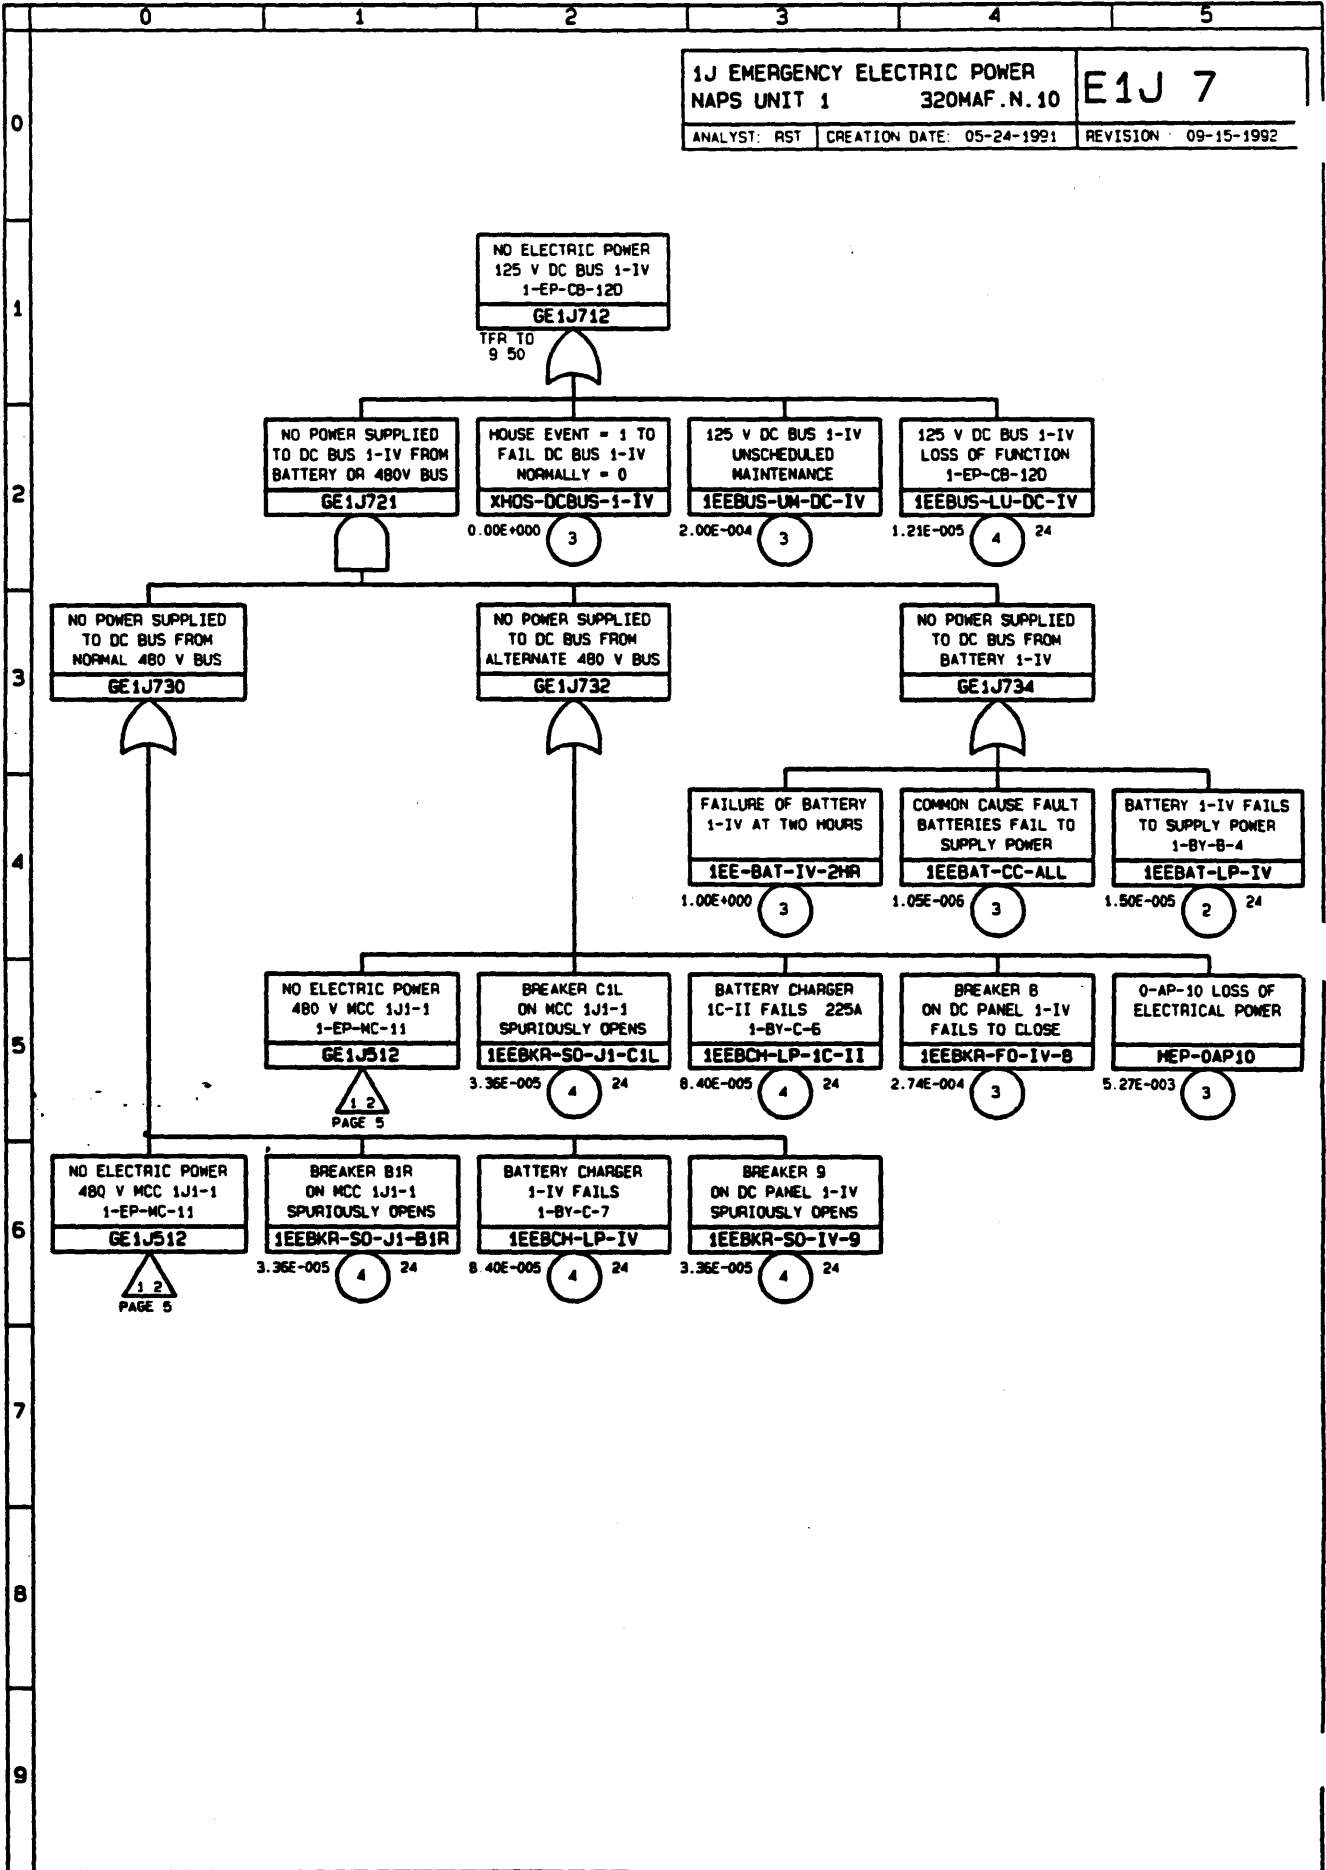 0 1 2 3 4 5
1J EMERGENCY ELECTRIC POWER
NAPS UNIT 1 320MAF.N.10
E1J 7
ANALYST: RST CREATION DATE: 05-24-1991 REVISION 09-15-1992
0
NO ELECTRIC POWER
125 V DC BUS 1-IV
1-EP-CB-12D
GE1J712
TFR TO
9 50
1
NO POWER SUPPLIED
TO DC BUS 1-IV FROM
BATTERY OR 480V BUS
GE1J721
HOUSE EVENT = 1 TO
FAIL DC BUS 1-IV
NORMALLY = 0
XHOS-DCBUS-1-IV
0.00E+000 3
125 V DC BUS 1-IV
UNSCHEDULED
MAINTENANCE
1EEBUS-UM-DC-IV
2.00E-004 3
125 V DC BUS 1-IV
LOSS OF FUNCTION
1-EP-CB-12D
1EEBUS-LU-DC-IV
1.21E-005 4 24
2
NO POWER SUPPLIED
TO DC BUS FROM
NORMAL 480 V BUS
GE1J730
NO POWER SUPPLIED
TO DC BUS FROM
ALTERNATE 480 V BUS
GE1J732
NO POWER SUPPLIED
TO DC BUS FROM
BATTERY 1-IV
GE1J734
3
FAILURE OF BATTERY
1-IV AT TWO HOURS
1EE-BAT-IV-2HR
1.00E+000 3
COMMON CAUSE FAULT
BATTERIES FAIL TO
SUPPLY POWER
1EEBAT-CC-ALL
1.05E-006 3
BATTERY 1-IV FAILS
TO SUPPLY POWER
1-BY-B-4
1EEBAT-LP-IV
1.50E-005 2 24
4
NO ELECTRIC POWER
480 V MCC 1J1-1
1-EP-MC-11
GE1J512
1 2
PAGE 5
BREAKER C1L
ON MCC 1J1-1
SPURIOUSLY OPENS
1EEBKR-SO-J1-C1L
3.36E-005 4 24
BATTERY CHARGER
1C-II FAILS 225A
1-BY-C-6
1EEBCH-LP-1C-II
8.40E-005 4 24
BREAKER 8
ON DC PANEL 1-IV
FAILS TO CLOSE
1EEBKR-FO-IV-8
2.74E-004 3
0-AP-10 LOSS OF
ELECTRICAL POWER
HEP-0AP10
5.27E-003 3
5
NO ELECTRIC POWER
480 V MCC 1J1-1
1-EP-MC-11
GE1J512
1 2
PAGE 5
BREAKER B1R
ON MCC 1J1-1
SPURIOUSLY OPENS
1EEBKR-SO-J1-B1R
3.36E-005 4 24
BATTERY CHARGER
1-IV FAILS
1-BY-C-7
1EEBCH-LP-IV
8.40E-005 4 24
BREAKER 9
ON DC PANEL 1-IV
SPURIOUSLY OPENS
1EEBKR-SO-IV-9
3.36E-005 4 24
6
7
8
9